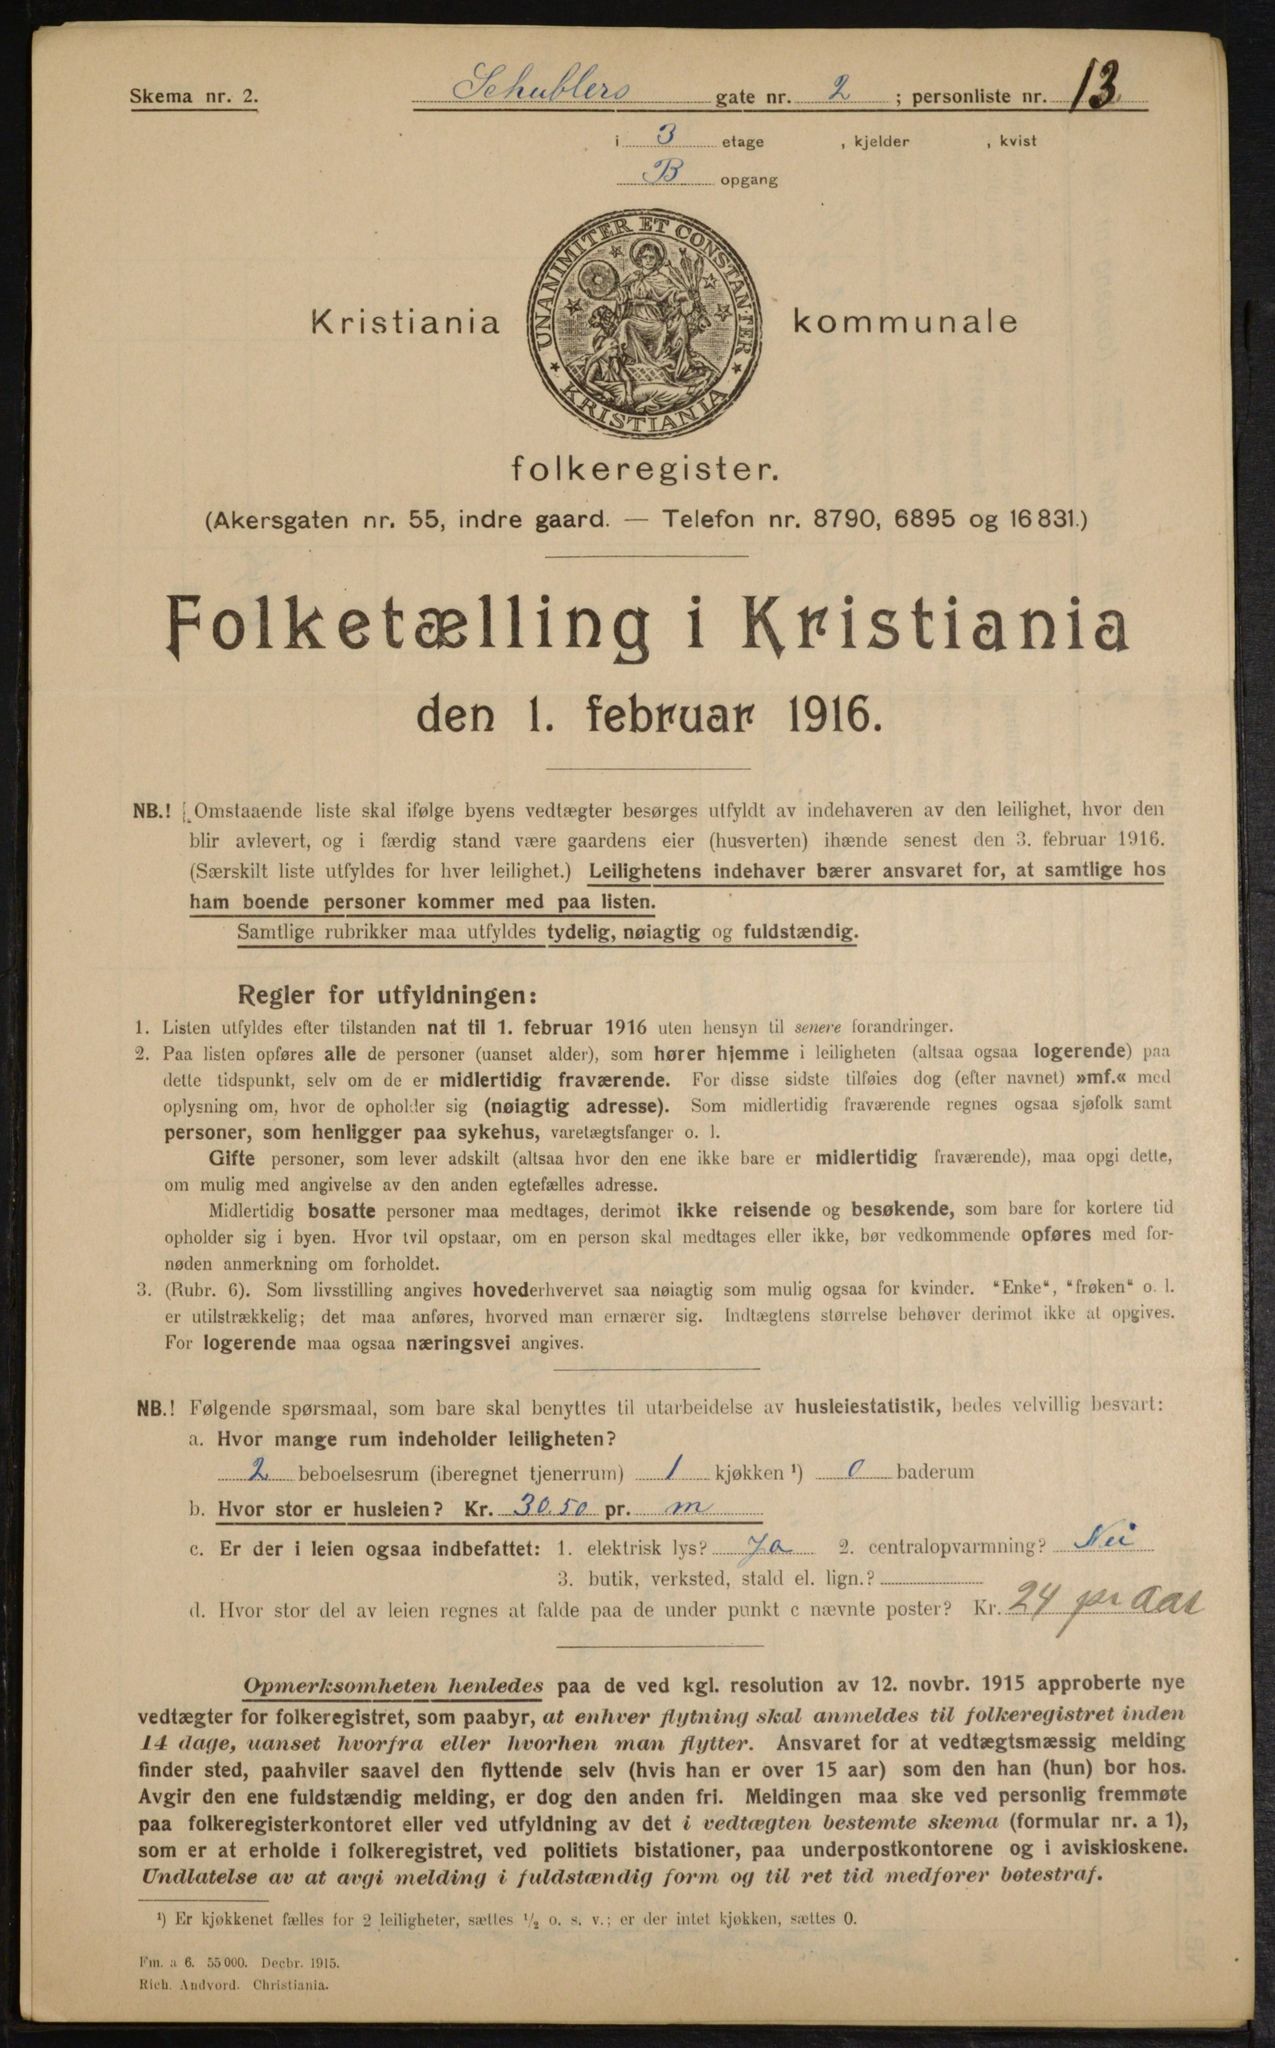 Skema nr. 2.
Schublers gate nr. 2 ; personliste nr. 13
i 3 etage , kjelder , kvist
B opgang
UNANIMITER ET CONSTANTER
KRISTIANIA
Kristiania kommunale
folkeregister.
(Akersgaten nr. 55, indre gaard. — Telefon nr. 8790, 6895 og 16831.)
Folketælling i Kristiania
den 1. februar 1916.
NB.! Omstaaende liste skal ifølge byens vedtægter besørges utfyldt av indehaveren av den leilighet, hvor den
blir avlevert, og i færdig stand være gaardens eier (husverten) ihænde senest den 3. februar 1916.
(Særskilt liste utfyldes for hver leilighet.) Leilighetens indehaver bærer ansvaret for, at samtlige hos
ham boende personer kommer med paa listen.
Samtlige rubrikker maa utfyldes tydelig, nøiagtig og fuldstændig.
Regler for utfyldningen:
1. Listen utfyldes efter tilstanden nat til 1. februar 1916 uten hensyn til senere forandringer.
2. Paa listen opføres alle de personer (uanset alder), som hører hjemme i leiligheten (altsaa ogsaa logerende) paa
dette tidspunkt, selv om de er midlertidig fraværende. For disse sidste tilføies dog (efter navnet) »mf.« med
oplysning om, hvor de opholder sig (nøiagtig adresse). Som midlertidig fraværende regnes ogsaa sjøfolk samt
personer, som henligger paa sykehus, varetægtsfanger o. l.
Gifte personer, som lever adskilt (altsaa hvor den ene ikke bare er midlertidig fraværende), maa opgi dette,
om mulig med angivelse av den anden egtefælles adresse.
Midlertidig bosatte personer maa medtages, derimot ikke reisende og besøkende, som bare for kortere tid
opholder sig i byen. Hvor tvil opstaar, om en person skal medtages eller ikke, bør vedkommende opføres med for-
nøden anmerkning om forholdet.
3. (Rubr. 6). Som livsstilling angives hovederhvervet saa nøiagtig som mulig ogsaa for kvinder. "Enke", "frøken" o. l.
er utilstrækkelig; det maa anføres, hvorved man ernærer sig. Indtægtens størrelse behøver derimot ikke at opgives.
For logerende maa ogsaa næringsvei angives.
NB.! Følgende spørsmaal, som bare skal benyttes til utarbeidelse av husleiestatistik, bedes velvillig besvart:
a. Hvor mange rum indeholder leiligheten?
2 beboelsesrum (iberegnet tjenerrum) 1 kjøkken ¹) 0 baderum
b. Hvor stor er husleien? Kr. 30.50 pr. m
c. Er der i leien ogsaa indbefattet: 1. elektrisk lys? Ja 2. centralopvarmning? Nei
3. butik, verksted, stald el. lign.?
d. Hvor stor del av leien regnes at falde paa de under punkt c nævnte poster? Kr. 24 pr Aar
Opmerksomheten henledes paa de ved kgl. resolution av 12. novbr. 1915 approberte nye
vedtægter for folkeregistret, som paabyr, at enhver flytning skal anmeldes til folkeregistret inden
14 dage, uanset hvorfra eller hvorhen man flytter. Ansvaret for at vedtægtsmæssig melding
finder sted, paahviler saavel den flyttende selv (hvis han er over 15 aar) som den han (hun) bor hos.
Avgir den ene fuldstændig melding, er dog den anden fri. Meldingen maa ske ved personlig fremmøte
paa folkeregisterkontoret eller ved utfyldning av det i vedtægten bestemte skema (formular nr. a 1),
som er at erholde i folkeregistret, ved politiets bistationer, paa underpostkontorene og i aviskioskene.
Undlatelse av at avgi melding i fuldstændig form og til ret tid medfører bøtestraf.
¹) Er kjøkkenet fælles for 2 leiligheter, sættes ½ o. s. v.; er der intet kjøkken, sættes 0.
Fm. a 6. 55000. Decbr. 1915.
Rich. Andvord. Christiania.